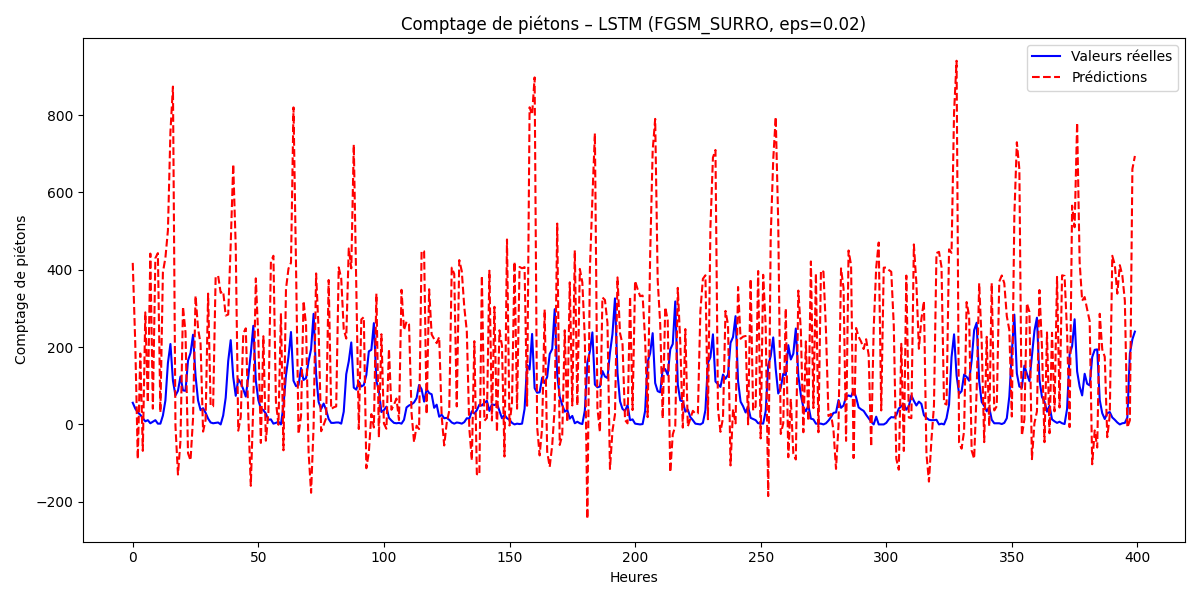 Comptage de piétons – LSTM (FGSM_SURRO, eps=0.02)
Valeurs réelles
Prédictions
Comptage de piétons
800
600
400
200
0
−200
0 50 100 150 200 250 300 350 400
Heures